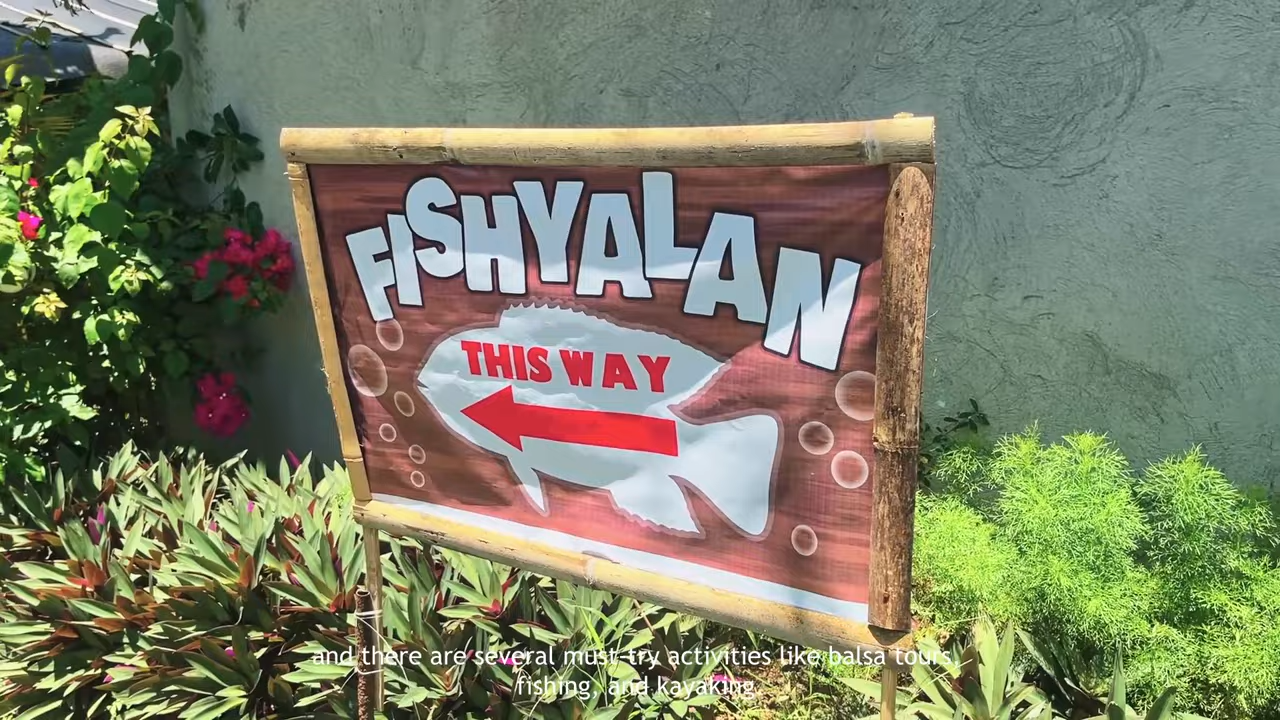 FISHYALAN
THIS WAY
and there are several must-try activities like balsa tours,
fishing, and kayaking.